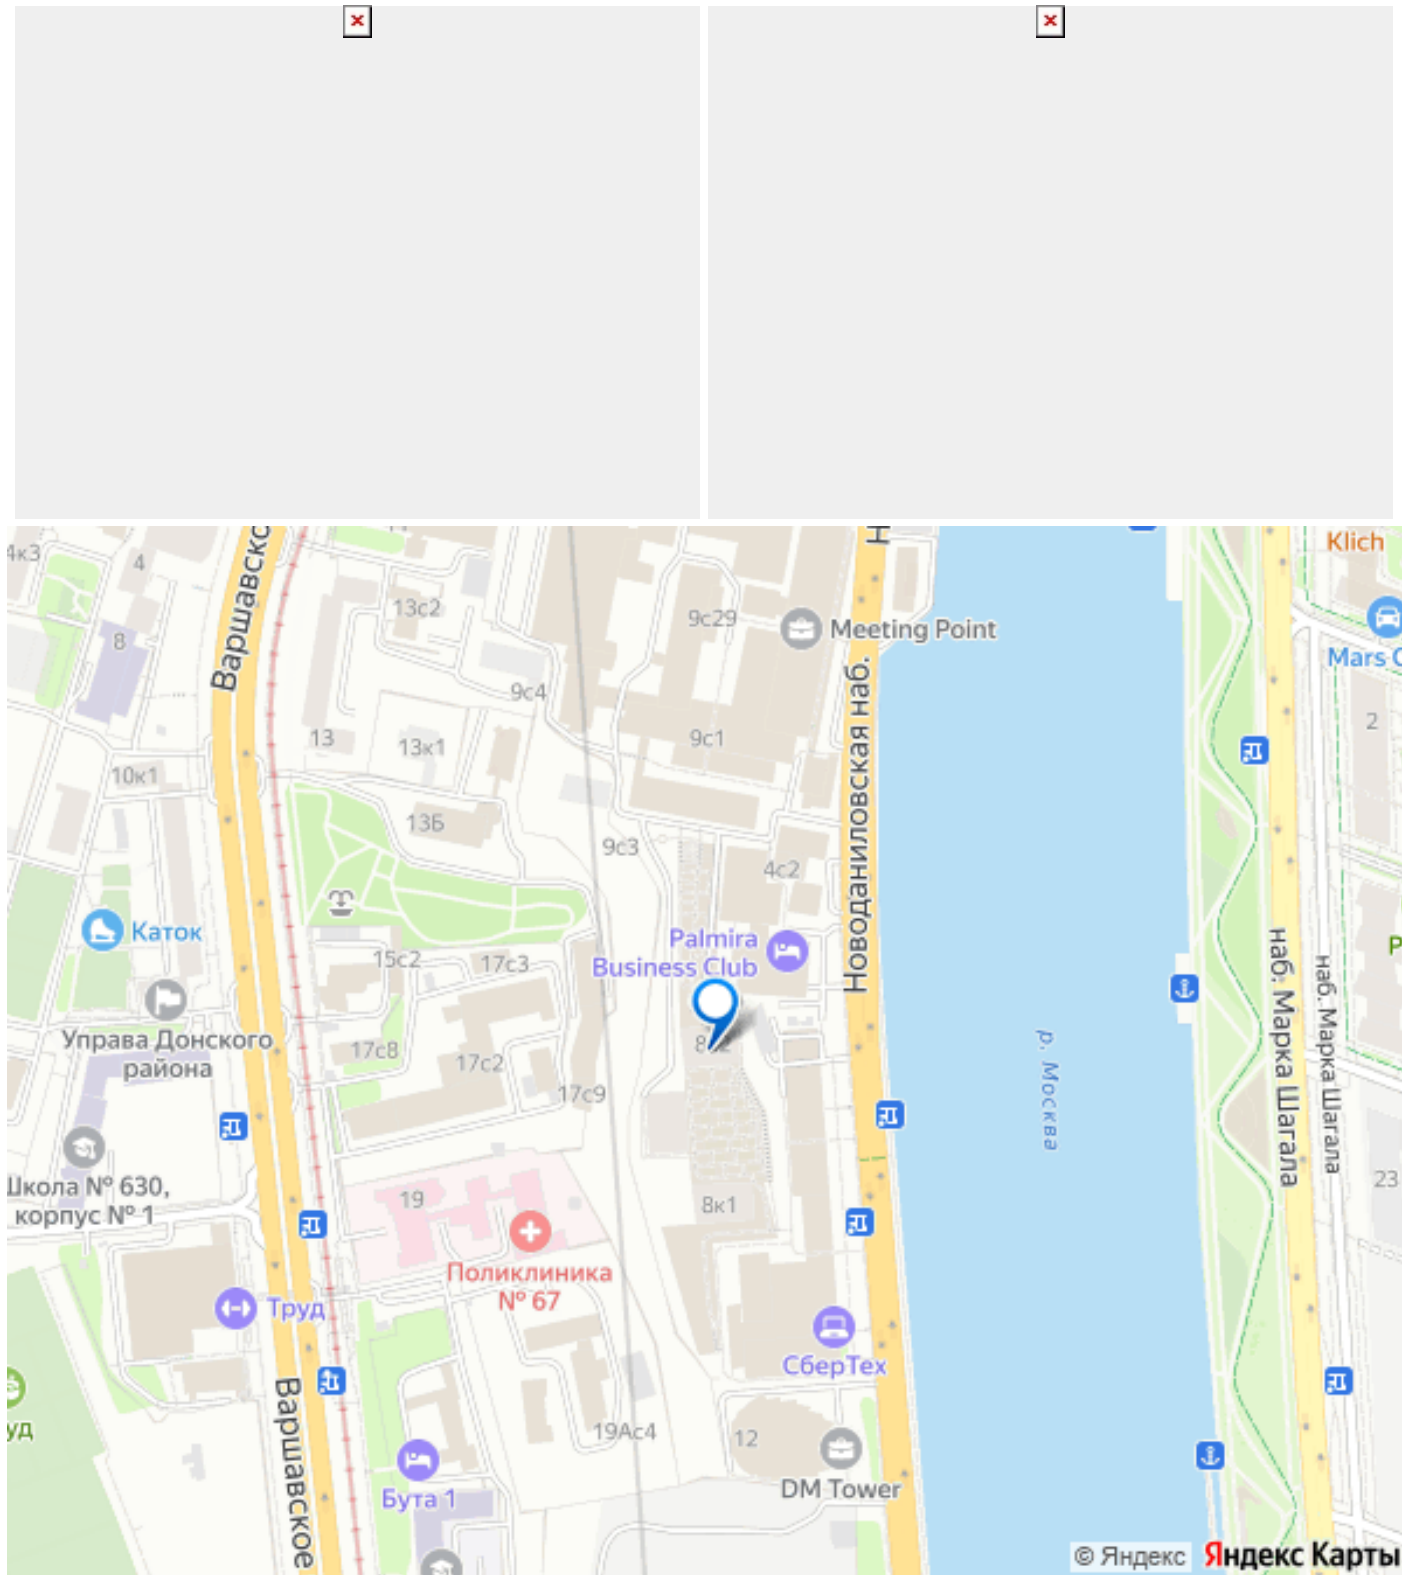 Варшавско
4к3
4
8
13с2
9с29
Meeting Point
Klich
Mars
9с4
13
13к1
9с1
2
10к1
13Б
9с3
4с2
Новоданиловская наб.
Каток
15с2
17с3
Palmira
Business Club
Управа Донского
района
17с8
17с2
17с9
р. Москва
наб. Марка Шагала
наб. Марка Шагала
Школа № 630,
корпус № 1
19
8к1
23
Поликлиника
№ 67
Труд
СберТех
уд
Варшавское
19Ас4
12
DM Tower
Бута 1
© Яндекс Яндекс Карты